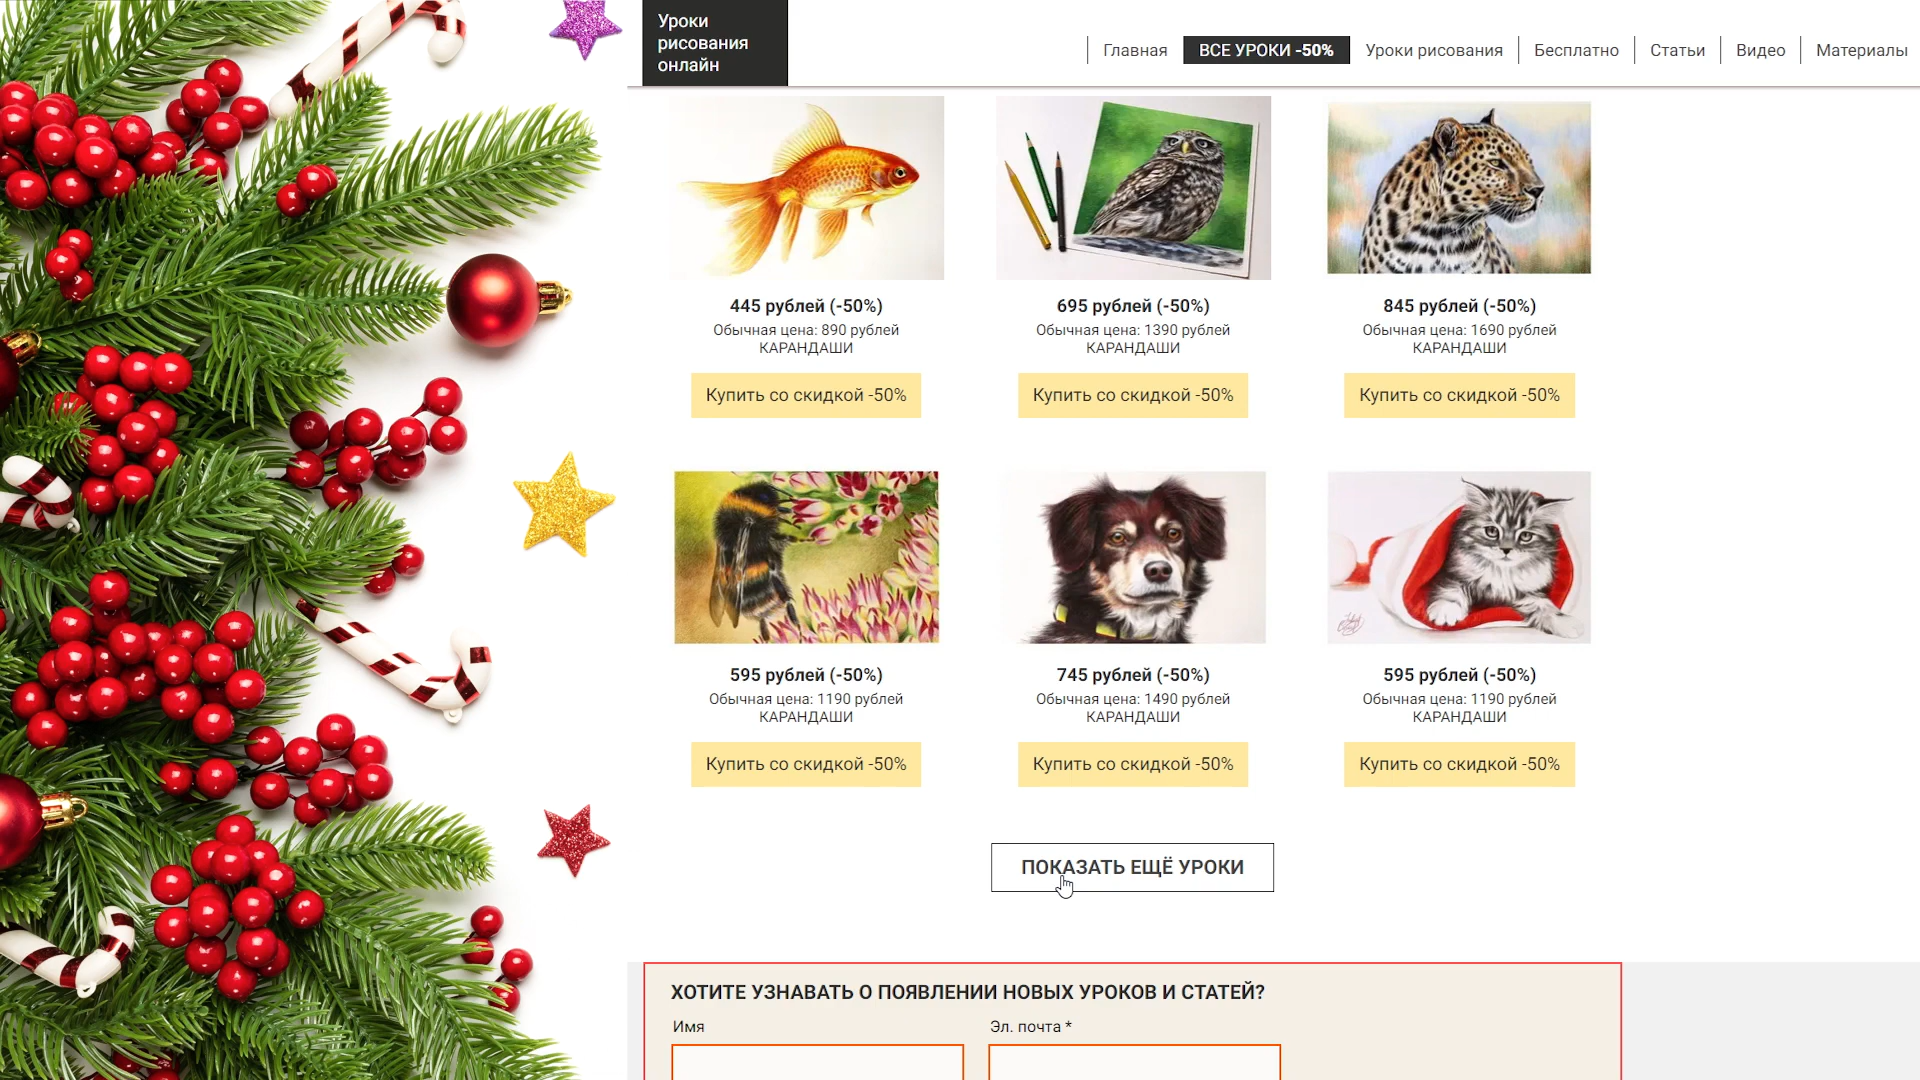 Уроки
рисования
онлайн
Главная
ВСЕ УРОКИ -50%
Уроки рисования
Бесплатно
Статьи
Видео
Материалы
445 рублей (-50%)
Обычная цена: 890 рублей
КАРАНДАШИ
Купить со скидкой -50%
695 рублей (-50%)
Обычная цена: 1390 рублей
КАРАНДАШИ
Купить со скидкой -50%
845 рублей (-50%)
Обычная цена: 1690 рублей
КАРАНДАШИ
Купить со скидкой -50%
595 рублей (-50%)
Обычная цена: 1190 рублей
КАРАНДАШИ
Купить со скидкой -50%
745 рублей (-50%)
Обычная цена: 1490 рублей
КАРАНДАШИ
Купить со скидкой -50%
595 рублей (-50%)
Обычная цена: 1190 рублей
КАРАНДАШИ
Купить со скидкой -50%
ПОКАЗАТЬ ЕЩЁ УРОКИ
ХОТИТЕ УЗНАВАТЬ О ПОЯВЛЕНИИ НОВЫХ УРОКОВ И СТАТЕЙ?
Имя
Эл. почта *